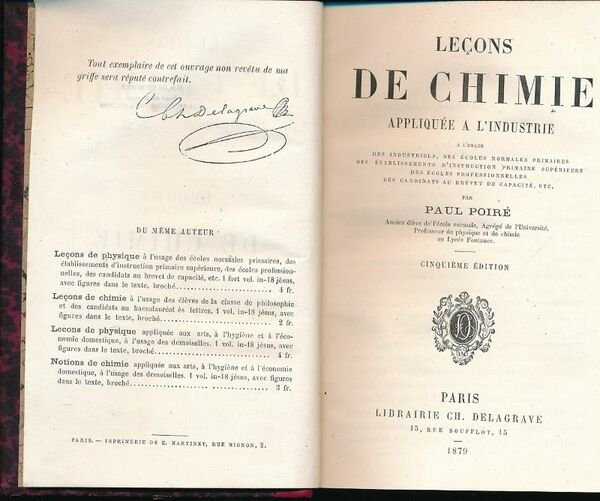 Tout exemplaire de cet ouvrage non revêtu de ma
griffe sera réputé contrefait.
Ch Delagrave
DU MÊME AUTEUR
Leçons de physique à l'usage des écoles normales primaires, des
établissements d'instruction primaire supérieure, des écoles profession-
nelles, des candidats au brevet de capacité, etc. 1 fort vol. in-18 jésus,
avec figures dans le texte, broché........................ 4 fr.
Leçons de chimie à l'usage des élèves de la classe de philosophie
et des candidats au baccalauréat ès lettres. 1 vol. in-18 jésus, avec
figures dans le texte, broché........................ 2 fr.
Leçons de physique appliquée aux arts, à l'hygiène et à l'éco-
nomie domestique, à l'usage des demoiselles. 1 vol. in-18 jésus, avec
figures dans le texte, broché........................ 4 fr.
Notions de chimie appliquée aux arts, à l'hygiène et à l'économie
domestique, à l'usage des demoiselles. 1 vol. in-18 jésus, avec figures
dans le texte, broché........................ 3 fr.
PARIS. — IMPRIMERIE DE E. MARTINET, RUE MIGNON, 2.
LEÇONS
DE CHIMIE
APPLIQUÉE A L'INDUSTRIE
A L'USAGE
DES INDUSTRIELS, DES ÉCOLES NORMALES PRIMAIRES
DES ÉTABLISSEMENTS D'INSTRUCTION PRIMAIRE SUPÉRIEURE
DES ÉCOLES PROFESSIONNELLES
DES CANDIDATS AU BREVET DE CAPACITÉ, ETC.
PAR
PAUL POIRÉ
Ancien élève de l'école normale, Agrégé de l'Université,
Professeur de physique et de chimie
au Lycée Fontanes.
CINQUIÈME ÉDITION
PARIS
LIBRAIRIE CH. DELAGRAVE
15, RUE SOUFFLOT, 15
1879